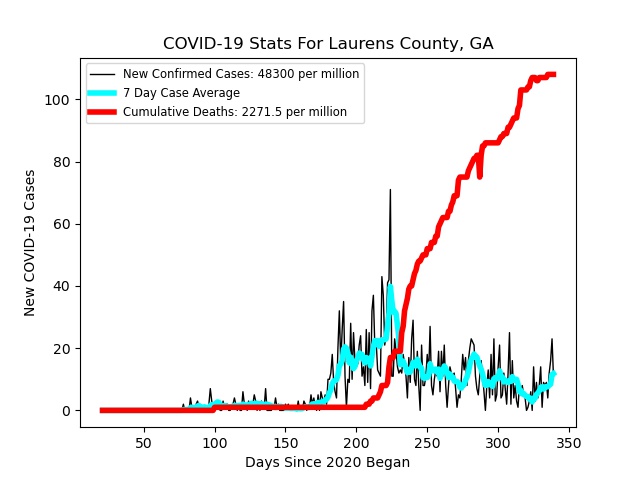 COVID-19 Stats For Laurens County, GA
New Confirmed Cases: 48300 per million
7 Day Case Average
Cumulative Deaths: 2271.5 per million
New COVID-19 Cases
100
80
60
40
20
0
50 100 150 200 250 300 350
Days Since 2020 Began